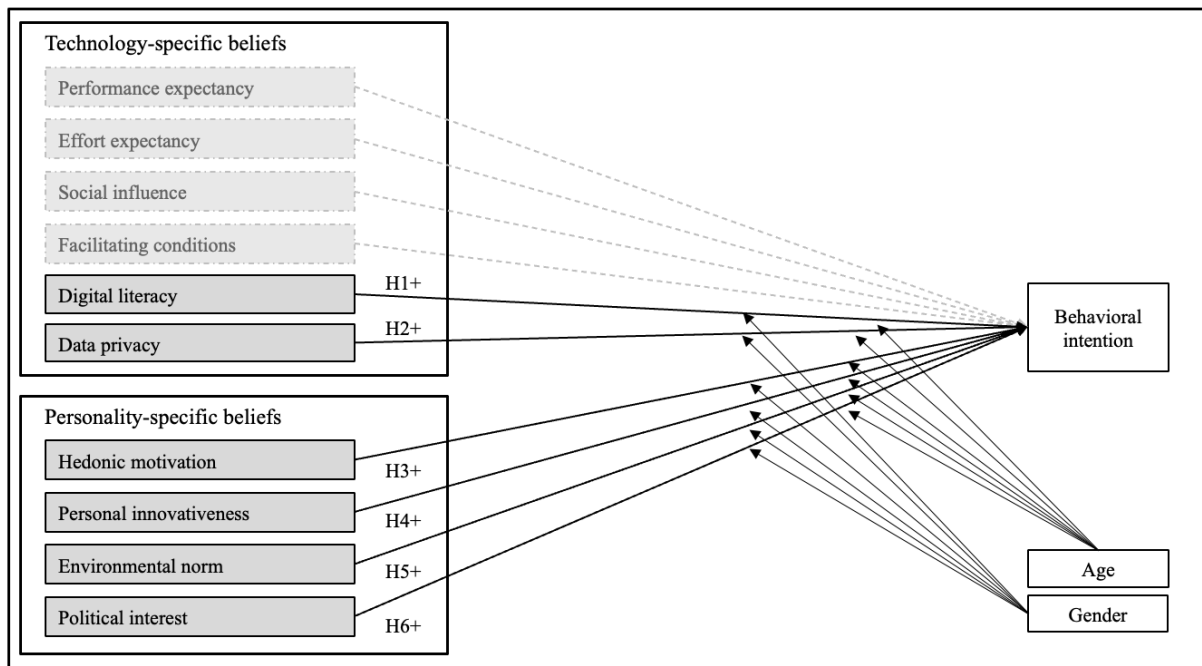 Technology-specific beliefs
Performance expectancy
Effort expectancy
Social influence
Facilitating conditions
Digital literacy
H1+
Data privacy
H2+
Behavioral
intention
Personality-specific beliefs
Hedonic motivation
H3+
Personal innovativeness
H4+
Environmental norm
H5+
Political interest
H6+
Age
Gender